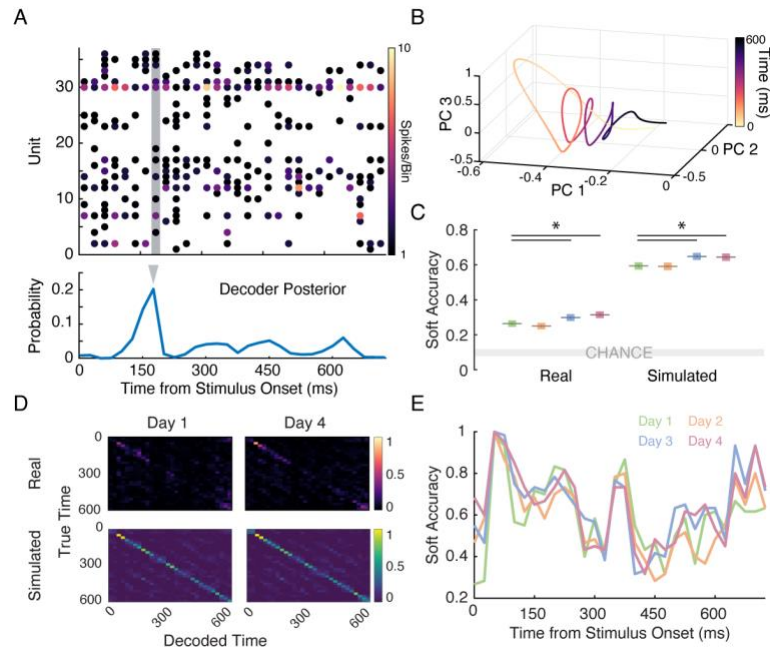 A
10
30
20
10
0
Unit
Spikes/Bin
1
Decoder Posterior
0.2
0.1
0
Probability
0 150 300 450 600
Time from Stimulus Onset (ms)
B
1
0.5
0
-0.5
PC 3
-0.6 -0.4 -0.2 0
PC 1
-0.5
0
PC 2
600
0
Time (ms)
C
0.8
0.6
0.4
0.2
0
Soft Accuracy
* *
CHANCE
Real Simulated
D
Day 1 Day 4
Real
Simulated
True Time
0
300
600
0
300
600
1
0.5
0
1
0.5
0
0 300 600 0 300 600
Decoded Time
E
Day 1 Day 2
Day 3 Day 4
1
0.8
0.6
0.4
0.2
Soft Accuracy
0 150 300 450 600
Time from Stimulus Onset (ms)